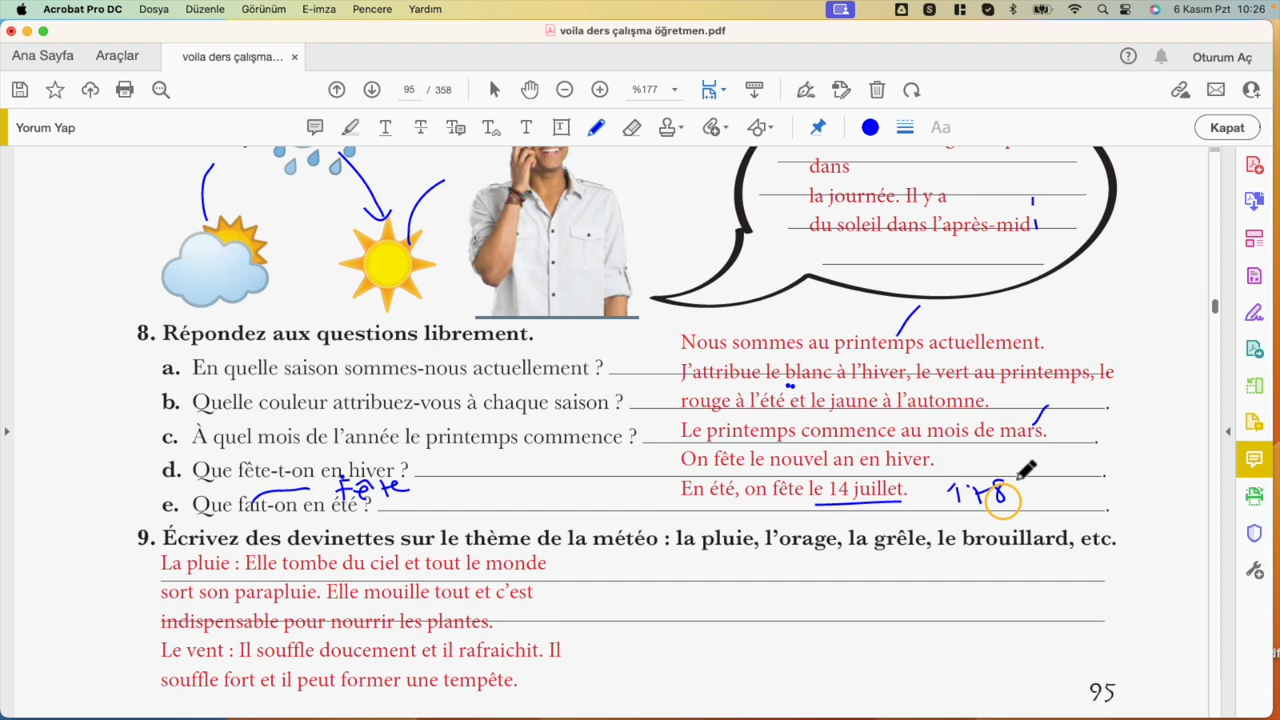 Acrobat Pro DC Dosya Düzenle Görünüm E-imza Pencere Yardım 6 Kasım Pzt 10:26
voila ders çalışma öğretmen.pdf
Ana Sayfa Araçlar voila ders çalışma... × Oturum Aç
95 / 358 %177
Yorum Yap Aa Kapat
dans
la journée. Il y a
du soleil dans l'après-mid
8. Répondez aux questions librement.
Nous sommes au printemps actuellement.
a. En quelle saison sommes-nous actuellement ?
J'attribue le blanc à l'hiver, le vert au printemps, le
b. Quelle couleur attribuez-vous à chaque saison ?
rouge à l'été et le jaune à l'automne.
c. À quel mois de l'année le printemps commence ?
Le printemps commence au mois de mars.
d. Que fête-t-on en hiver ?
On fête le nouvel an en hiver.
fête
e. Que fait-on en été ?
En été, on fête le 14 juillet.
178
9. Écrivez des devinettes sur le thème de la météo : la pluie, l'orage, la grêle, le brouillard, etc.
La pluie : Elle tombe du ciel et tout le monde
sort son parapluie. Elle mouille tout et c'est
indispensable pour nourrir les plantes.
Le vent : Il souffle doucement et il rafraichit. Il
souffle fort et il peut former une tempête.
95